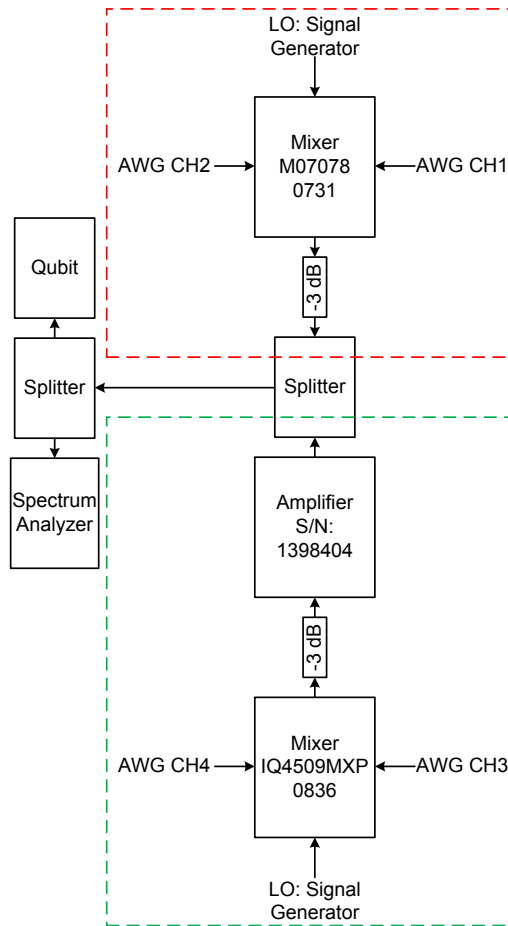 LO: Signal
Generator
Mixer
M07078
0731
AWG CH2
AWG CH1
-3 dB
Qubit
Splitter
Splitter
Spectrum
Analyzer
Amplifier
S/N:
1398404
-3 dB
Mixer
IQ4509MXP
0836
AWG CH4
AWG CH3
LO: Signal
Generator